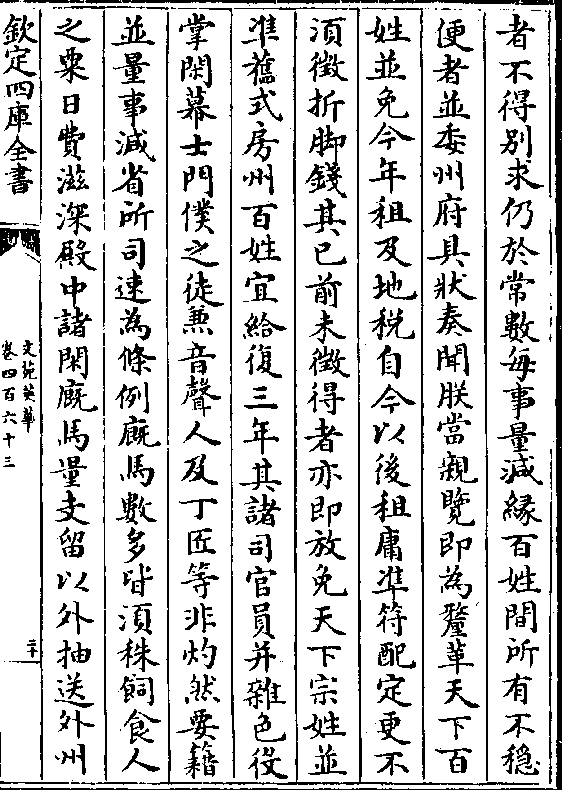 者不得別求仍於常數每事量減緣百姓間所有不穏
便者並委州府具狀奏聞朕當親覽即為釐革天下百
姓並免今年租及地稅自今以後租庸準符配定更不
須徵折脚錢其已前未徵得者亦即放免天下宗姓並
準舊式房州百姓宜給復三年其諸司官員并雜色役
掌閑幕士門僕之徒兼音聲人及丁匠等非灼然要籍
並量事減省所司速為條例廐馬數多皆須秣飼食人
之粟日費滋深殿中諸閑廐馬量支留以外抽送外州
欽定四庫全書
文苑英華
卷四百六十三
二十